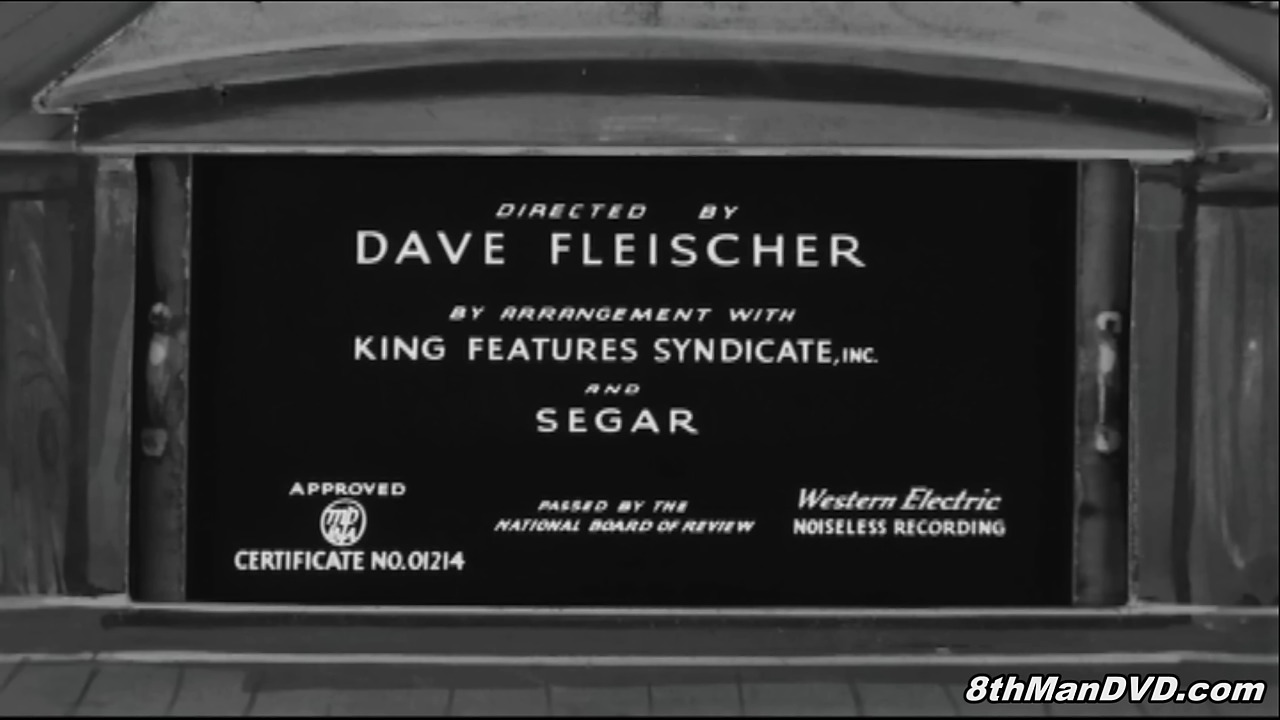 DIRECTED BY
DAVE FLEISCHER
BY ARRANGEMENT WITH
KING FEATURES SYNDICATE, INC.
AND
SEGAR
APPROVED
CERTIFICATE NO. 01214
PASSED BY THE
NATIONAL BOARD OF REVIEW
Western Electric
NOISELESS RECORDING
8thManDVD.com